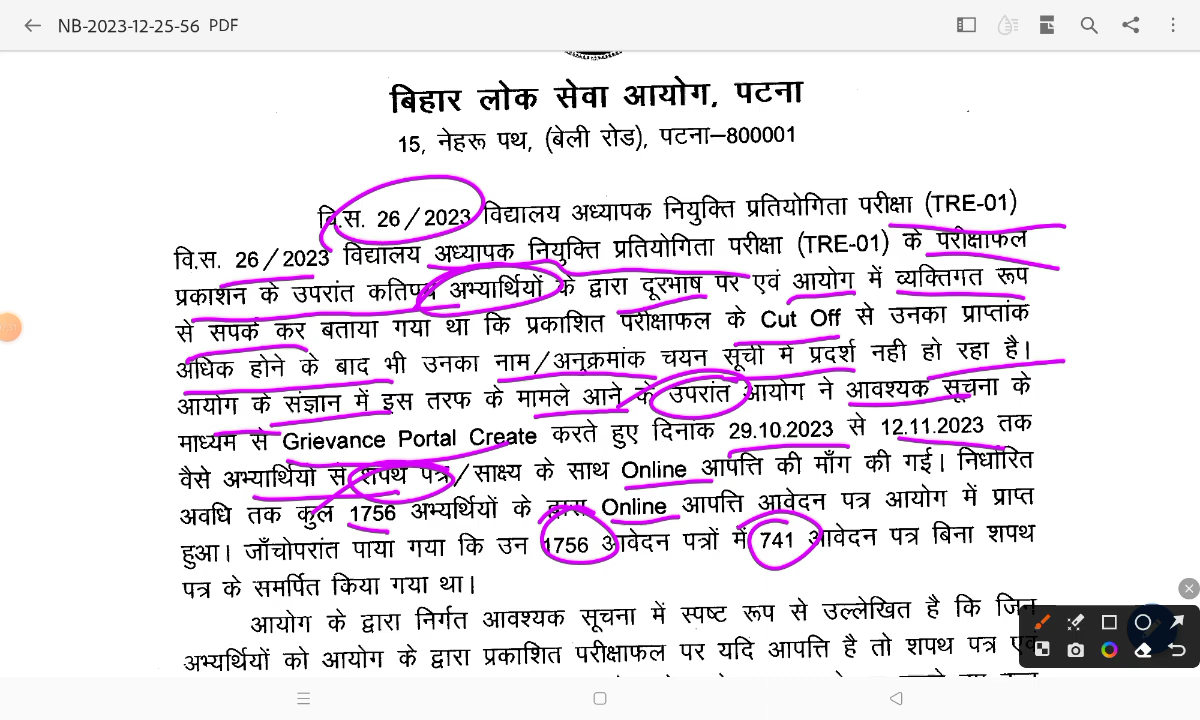 NB-2023-12-25-56 PDF
बिहार लोक सेवा आयोग, पटना
15, नेहरू पथ, (बेली रोड), पटना–800001
वि.स. 26/2023 विद्यालय अध्यापक नियुक्ति प्रतियोगिता परीक्षा (TRE-01)
वि.स. 26/2023 विद्यालय अध्यापक नियुक्ति प्रतियोगिता परीक्षा (TRE-01) के परीक्षाफल
प्रकाशन के उपरांत कतिपय अभ्यार्थियों के द्वारा दूरभाष पर एवं आयोग में व्यक्तिगत रूप
से संपर्क कर बताया गया था कि प्रकाशित परीक्षाफल के Cut Off से उनका प्राप्तांक
अधिक होने के बाद भी उनका नाम/अनुक्रमांक चयन सूची में प्रदर्श नही हो रहा है।
आयोग के संज्ञान में इस तरफ के मामले आने के उपरांत आयोग ने आवश्यक सूचना के
माध्यम से Grievance Portal Create करते हुए दिनांक 29.10.2023 से 12.11.2023 तक
वैसे अभ्यार्थियों से शपथ पत्र/साक्ष्य के साथ Online आपत्ति की माँग की गई। निर्धारित
अवधि तक कुल 1756 अभ्यर्थियों के द्वारा Online आपत्ति आवेदन पत्र आयोग में प्राप्त
हुआ। जाँचोपरांत पाया गया कि उन 1756 आवेदन पत्रों में 741 आवेदन पत्र बिना शपथ
पत्र के समर्पित किया गया था।
आयोग के द्वारा निर्गत आवश्यक सूचना में स्पष्ट रूप से उल्लेखित है कि जिन
अभ्यर्थियों को आयोग के द्वारा प्रकाशित परीक्षाफल पर यदि आपत्ति है तो शपथ पत्र एवं